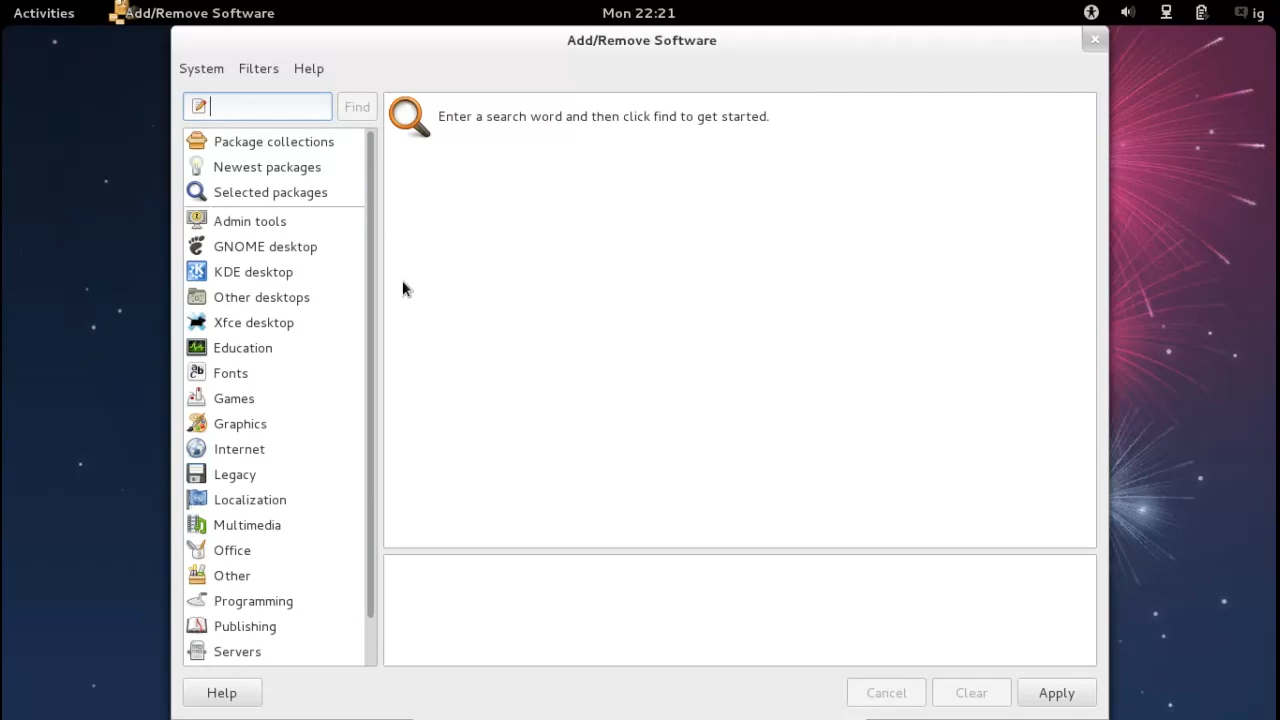 Activities Add/Remove Software Mon 22:21 ig
Add/Remove Software
System Filters Help
Find
Enter a search word and then click find to get started.
Package collections
Newest packages
Selected packages
Admin tools
GNOME desktop
KDE desktop
Other desktops
Xfce desktop
Education
Fonts
Games
Graphics
Internet
Legacy
Localization
Multimedia
Office
Other
Programming
Publishing
Servers
Help Cancel Clear Apply